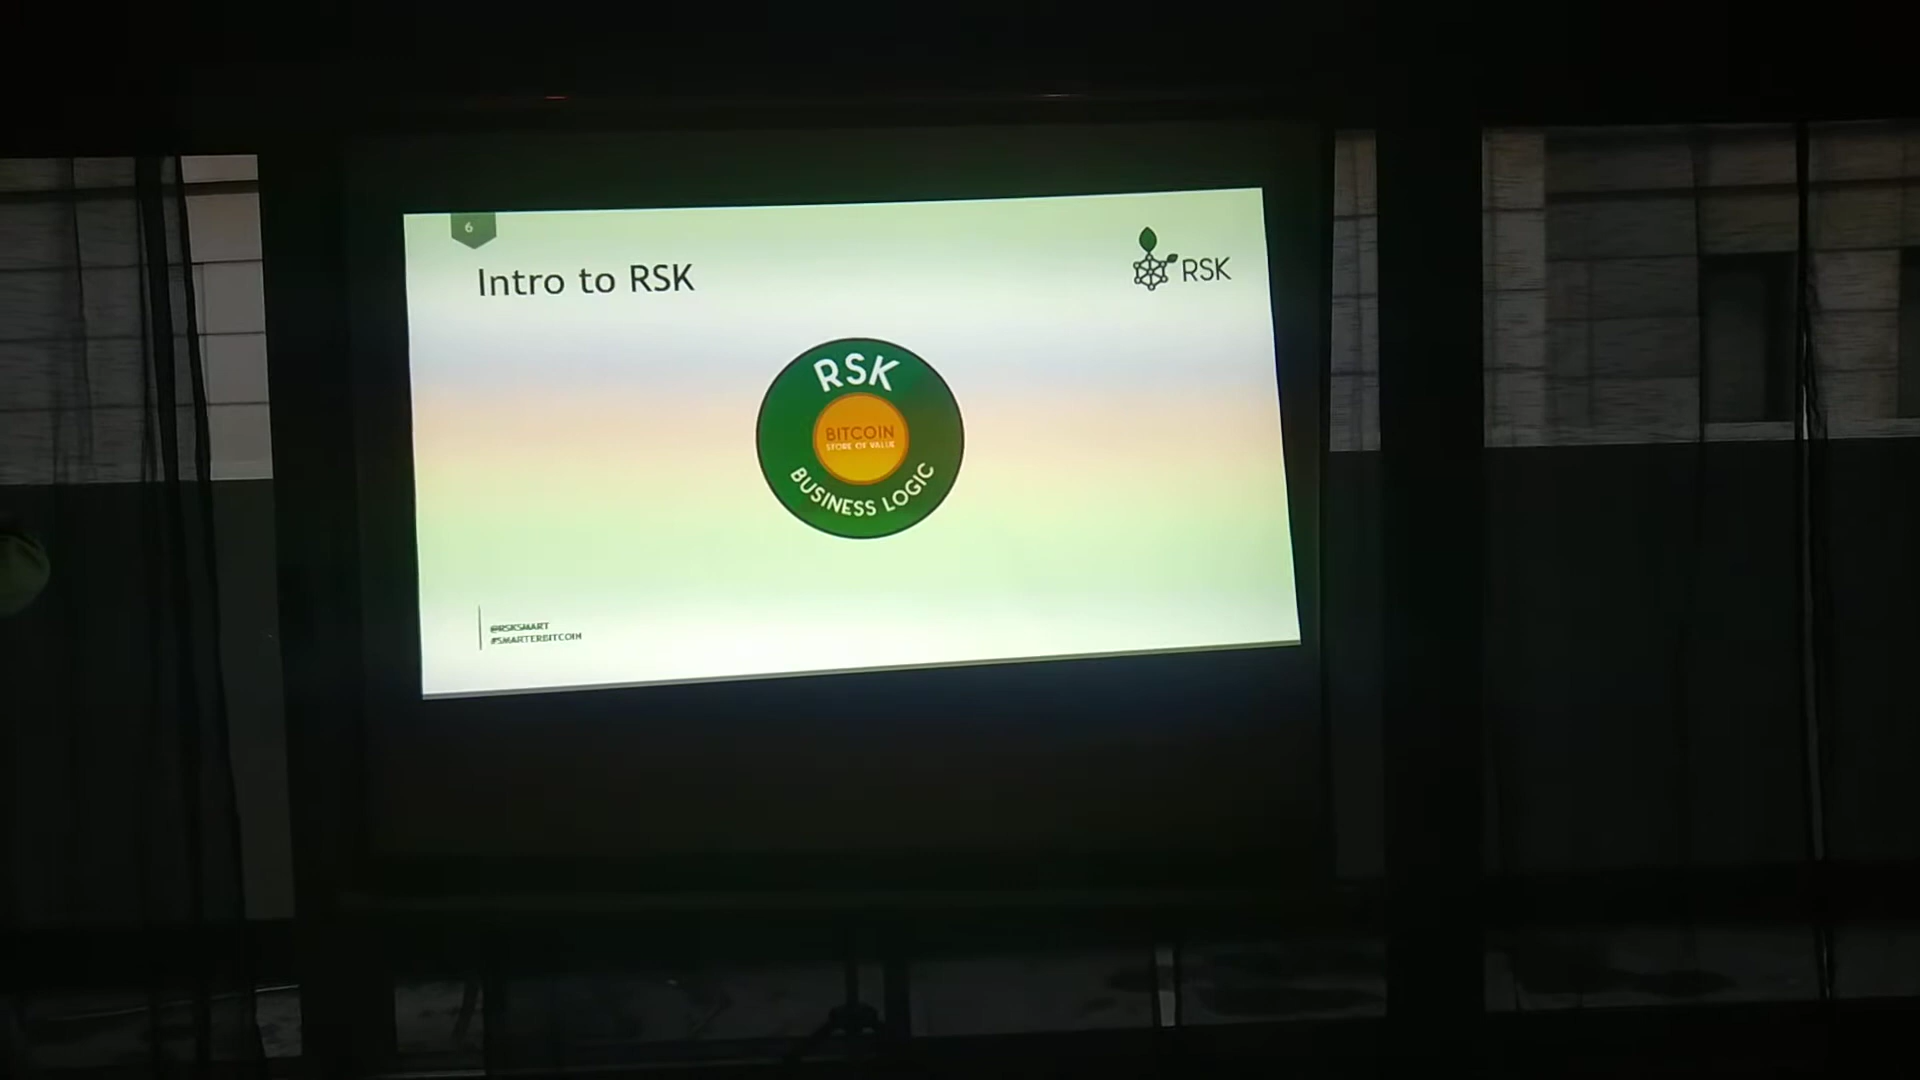 6
Intro to RSK
RSK
RSK
BITCOIN
STORE OF VALUE
BUSINESS LOGIC
@RSKSMART
#SMARTERBITCOIN